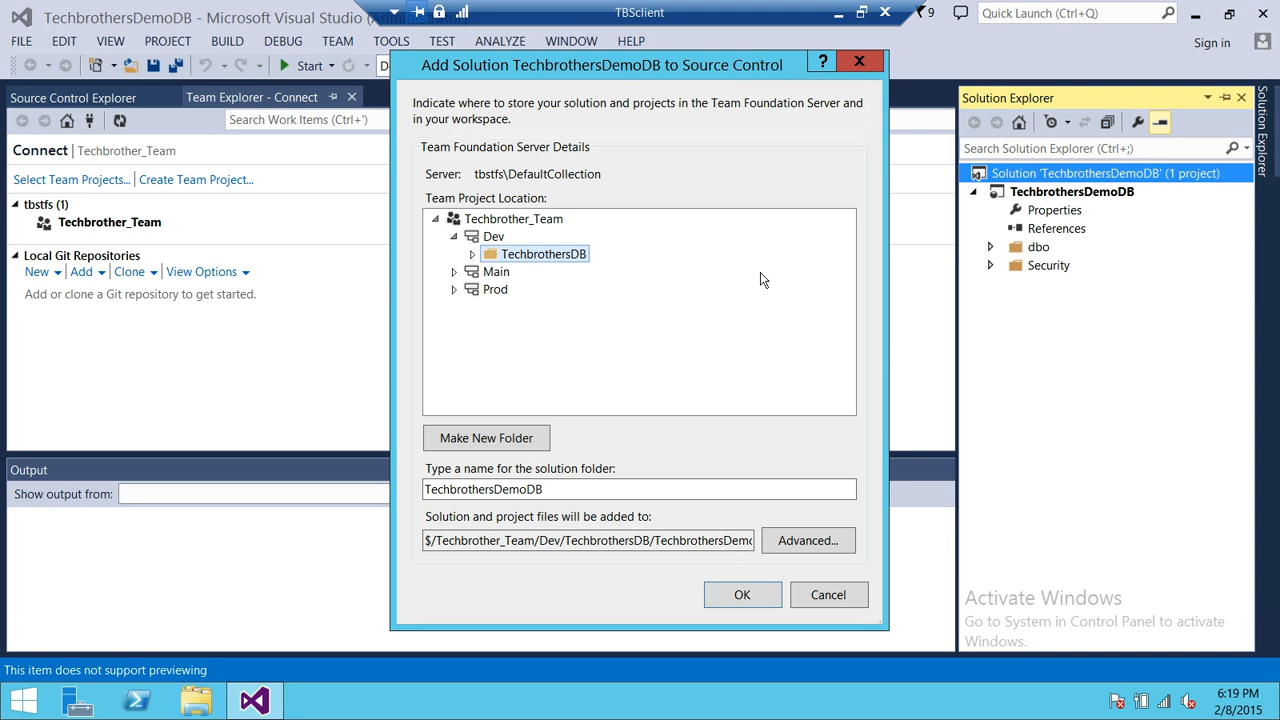 TechbrothersDemoDB - Microsoft Visual Studio
TBSclient
9
Quick Launch (Ctrl+Q)
FILE EDIT VIEW PROJECT BUILD DEBUG TEAM TOOLS TEST ANALYZE WINDOW HELP
Sign in
Start
Add Solution TechbrothersDemoDB to Source Control
?
Source Control Explorer
Team Explorer - Connect
Search Work Items (Ctrl+')
Connect | Techbrother_Team
Select Team Projects... Create Team Project...
tbstfs (1)
Techbrother_Team
Local Git Repositories
New Add Clone View Options
Add or clone a Git repository to get started.
Output
Show output from:
Indicate where to store your solution and projects in the Team Foundation Server and
in your workspace.
Team Foundation Server Details
Server: tbstfs\DefaultCollection
Team Project Location:
Techbrother_Team
Dev
TechbrothersDB
Main
Prod
Make New Folder
Type a name for the solution folder:
TechbrothersDemoDB
Solution and project files will be added to:
$/Techbrother_Team/Dev/TechbrothersDB/TechbrothersDemo
Advanced...
OK
Cancel
Solution Explorer
Search Solution Explorer (Ctrl+;)
Solution 'TechbrothersDemoDB' (1 project)
TechbrothersDemoDB
Properties
References
dbo
Security
Solution Explorer
Activate Windows
Go to System in Control Panel to activate
Windows.
This item does not support previewing
6:19 PM
2/8/2015